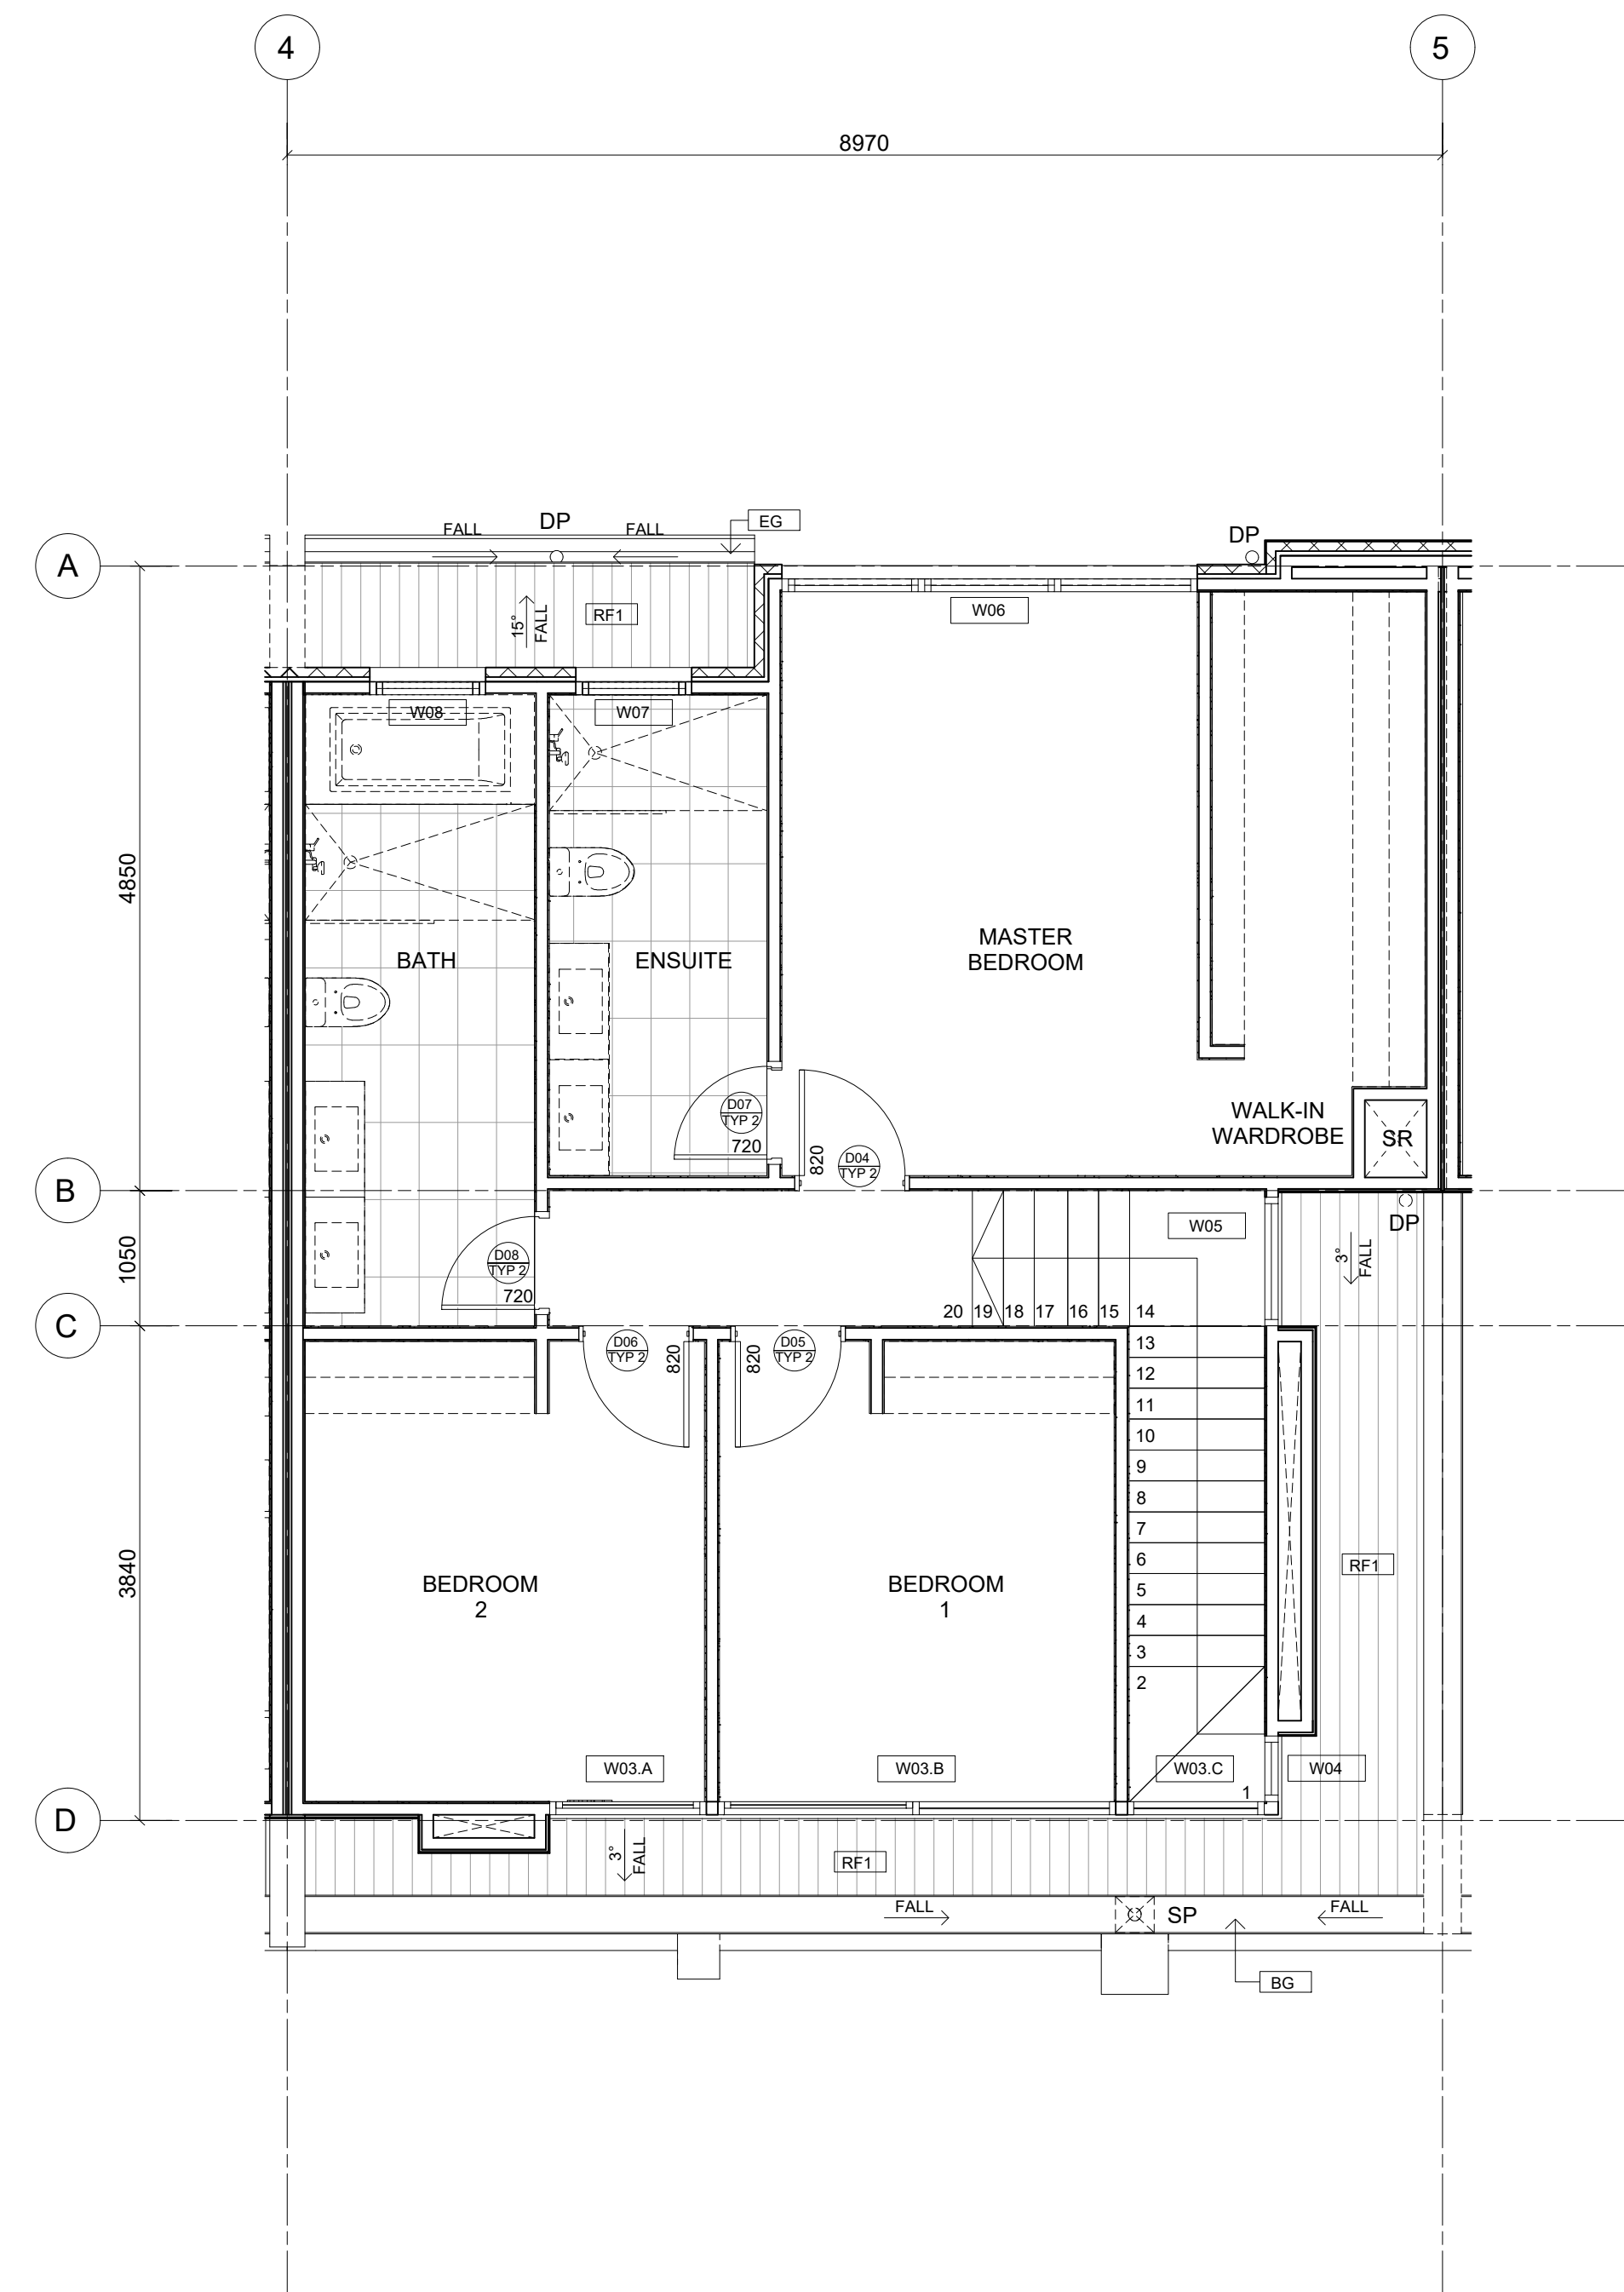 4
5
8970
FALL
DP
FALL
EG
DP
A
15°
FALL
RF1
W06
W08
W07
4850
MASTER
BEDROOM
BATH
ENSUITE
D07
TYP 2
720
820
D04
TYP 2
WALK-IN
WARDROBE
SR
B
W05
DP
3°
FALL
1050
D08
TYP 2
720
20
19
18
17
16
15
14
C
D06
TYP 2
820
820
D05
TYP 2
13
12
11
10
9
8
7
6
5
4
3
2
3840
RF1
BEDROOM
2
BEDROOM
1
W03.A
W03.B
W03.C
W04
1
D
3°
FALL
RF1
FALL
SP
FALL
BG